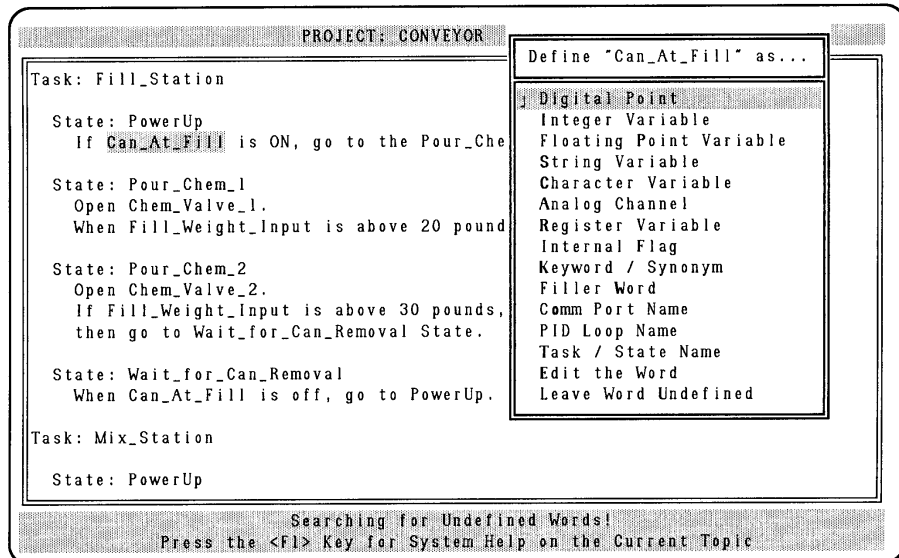 PROJECT: CONVEYOR
Task: Fill_Station
State: PowerUp
If Can_At_Fill is ON, go to the Pour_Che
State: Pour_Chem_1
Open Chem_Valve_1.
When Fill_Weight_Input is above 20 pound
State: Pour_Chem_2
Open Chem_Valve_2.
If Fill_Weight_Input is above 30 pounds,
then go to Wait_for_Can_Removal State.
State: Wait_for_Can_Removal
When Can_At_Fill is off, go to PowerUp.
Task: Mix_Station
State: PowerUp
Define "Can_At_Fill" as...
Digital Point
Integer Variable
Floating Point Variable
String Variable
Character Variable
Analog Channel
Register Variable
Internal Flag
Keyword / Synonym
Filler Word
Comm Port Name
PID Loop Name
Task / State Name
Edit the Word
Leave Word Undefined
Searching for Undefined Words!
Press the <F1> Key for System Help on the Current Topic